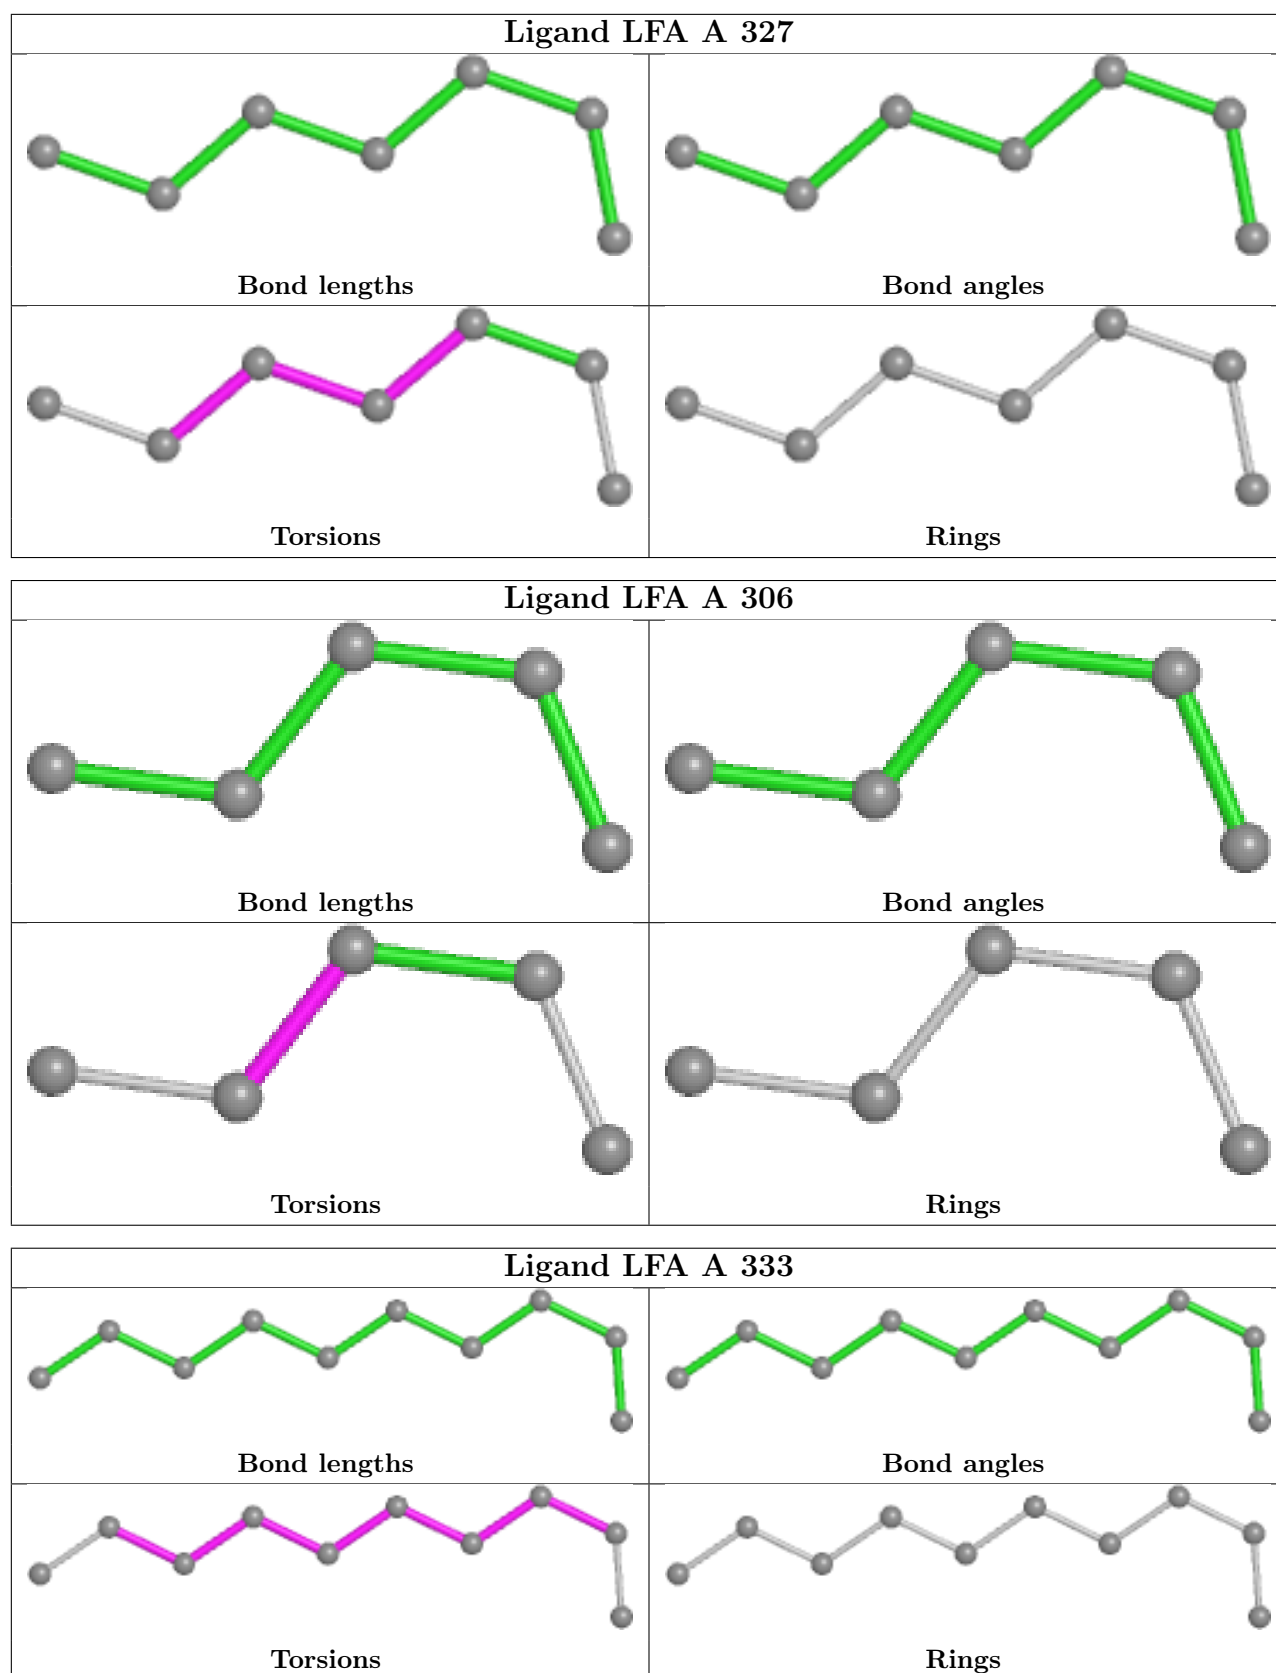 Ligand LFA A 327
Bond lengths
Bond angles
Torsions
Rings
Ligand LFA A 306
Bond lengths
Bond angles
Torsions
Rings
Ligand LFA A 333
Bond lengths
Bond angles
Torsions
Rings